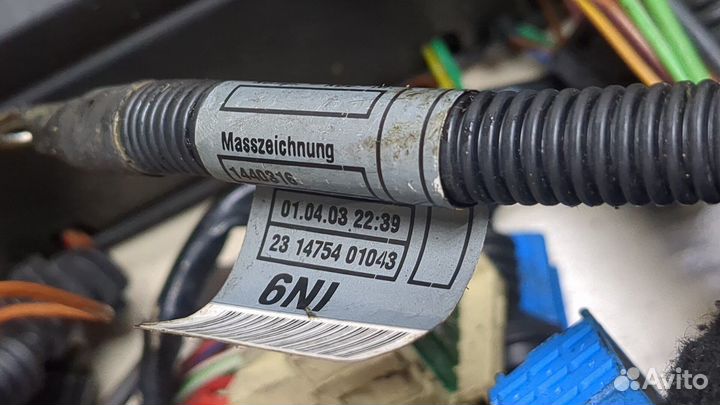 Masszeichnung
1440316
01.04.03 22:39
23 14754 01043
6NI
Avito